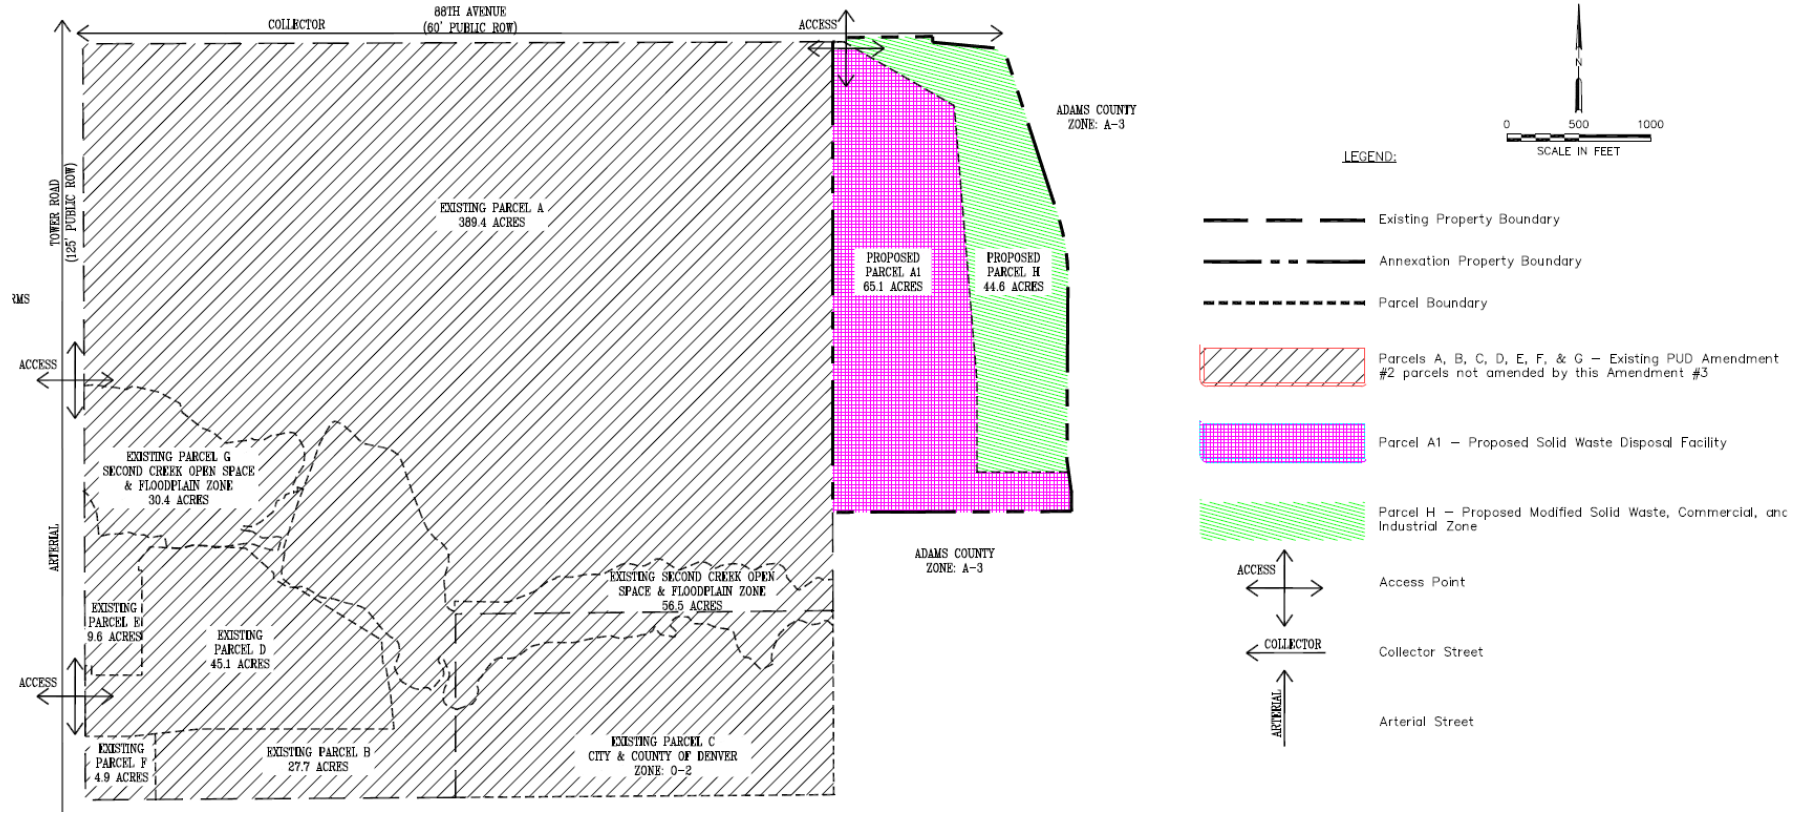 88TH AVENUE
(60' PUBLIC ROW)
COLLECTOR
ACCESS
TOWER ROAD
(125' PUBLIC ROW)
ADAMS COUNTY
ZONE: A-3
EXISTING PARCEL A
389.4 ACRES
PROPOSED
PARCEL A1
65.1 ACRES
PROPOSED
PARCEL H
44.6 ACRES
RMS
ACCESS
EXISTING PARCEL G
SECOND CREEK OPEN SPACE
& FLOODPLAIN ZONE
30.4 ACRES
ARTERIAL
ADAMS COUNTY
ZONE: A-3
EXISTING SECOND CREEK OPEN
SPACE & FLOODPLAIN ZONE
56.5 ACRES
EXISTING
PARCEL E
9.6 ACRES
EXISTING
PARCEL D
45.1 ACRES
ACCESS
EXISTING
PARCEL F
4.9 ACRES
EXISTING PARCEL B
27.7 ACRES
EXISTING PARCEL C
CITY & COUNTY OF DENVER
ZONE: O-2
N
0 500 1000
SCALE IN FEET
LEGEND:
Existing Property Boundary
Annexation Property Boundary
Parcel Boundary
Parcels A, B, C, D, E, F, & G – Existing PUD Amendment
#2 parcels not amended by this Amendment #3
Parcel A1 – Proposed Solid Waste Disposal Facility
Parcel H – Proposed Modified Solid Waste, Commercial, and
Industrial Zone
ACCESS
Access Point
COLLECTOR
Collector Street
ARTERIAL
Arterial Street